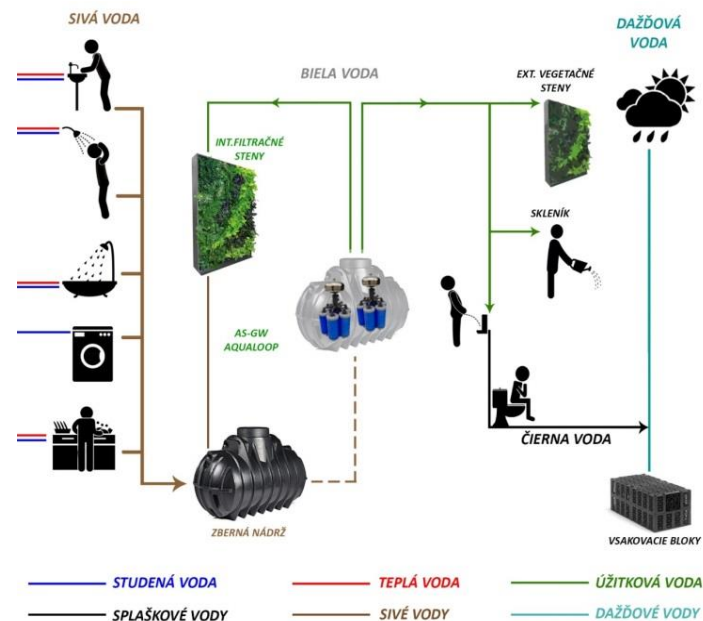 SIVÁ VODA
DAŽĎOVÁ
VODA
BIELA VODA
EXT. VEGETAČNÉ
STENY
INT.FILTRAČNÉ
STENY
SKLENÍK
AS-GW
AQUALOOP
ČIERNA VODA
ZBERNÁ NÁDRŽ
VSAKOVACIE BLOKY
STUDENÁ VODA
TEPLÁ VODA
ÚŽITKOVÁ VODA
SPLAŠKOVÉ VODY
SIVÉ VODY
DAŽĎOVÉ VODY